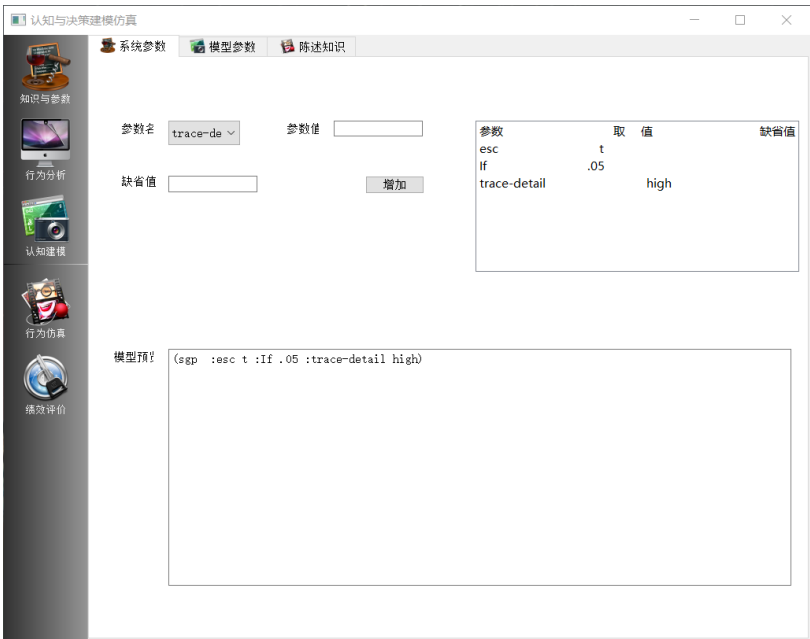 认知与决策建模仿真
系统参数 模型参数 陈述知识
知识与参数
行为分析
认知建模
行为仿真
绩效评价
参数名 trace-de 参数值
缺省值 增加
参数 取 值 缺省值
esc t
If .05
trace-detail high
模型预览
(sgp :esc t :If .05 :trace-detail high)